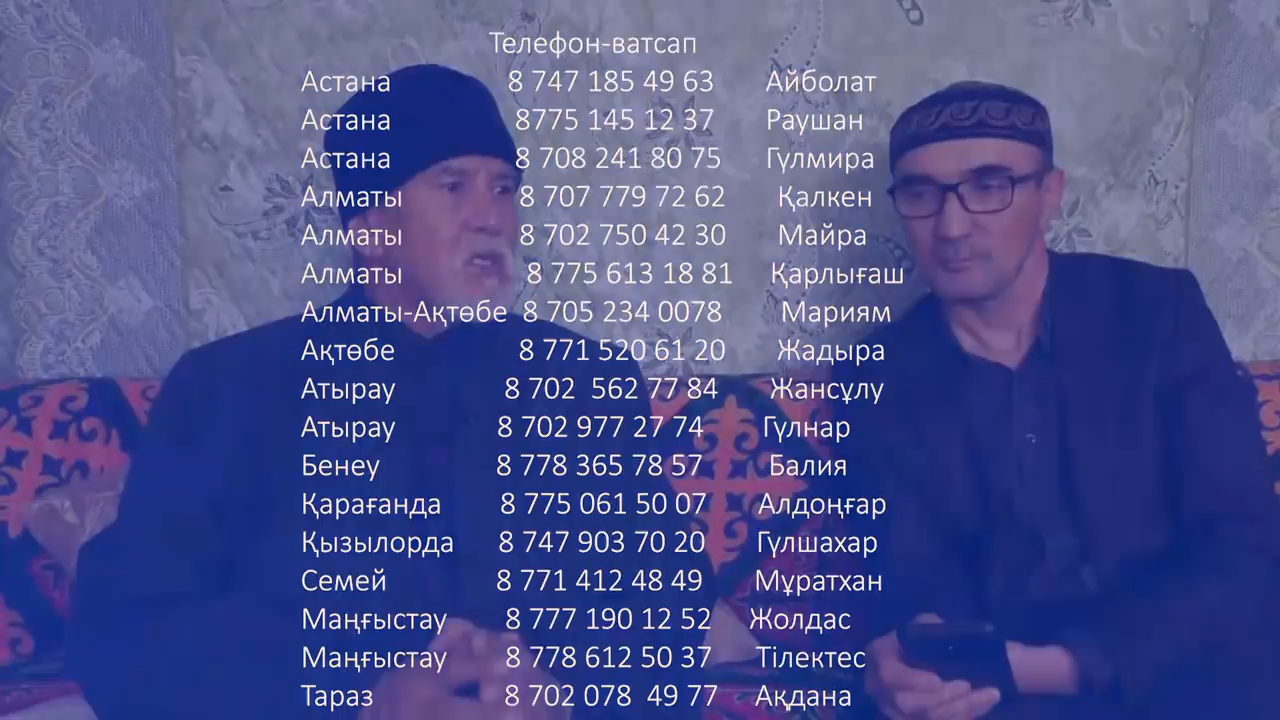 Телефон-ватсап
Астана 8 747 185 49 63 Айболат
Астана 8775 145 12 37 Раушан
Астана 8 708 241 80 75 Гүлмира
Алматы 8 707 779 72 62 Қалкен
Алматы 8 702 750 42 30 Майра
Алматы 8 775 613 18 81 Қарлығаш
Алматы-Ақтөбе 8 705 234 0078 Мариям
Ақтөбе 8 771 520 61 20 Жадыра
Атырау 8 702 562 77 84 Жансұлу
Атырау 8 702 977 27 74 Гүлнар
Бенеу 8 778 365 78 57 Балия
Қарағанда 8 775 061 50 07 Алдоңғар
Қызылорда 8 747 903 70 20 Гүлшахар
Семей 8 771 412 48 49 Мұратхан
Маңғыстау 8 777 190 12 52 Жолдас
Маңғыстау 8 778 612 50 37 Тілектес
Тараз 8 702 078 49 77 Ақдана